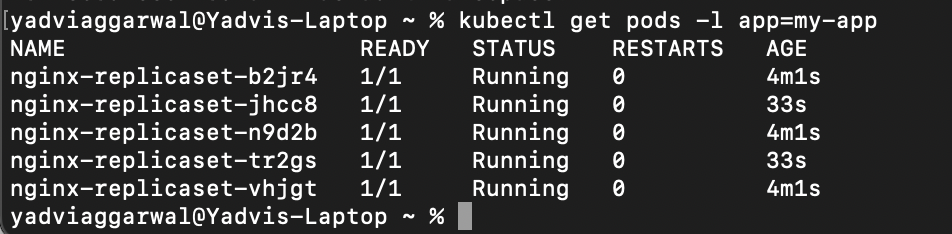 [yadviaggarwal@Yadvis-Laptop ~ % kubectl get pods -l app=my-app
NAME READY STATUS RESTARTS AGE
nginx-replicaset-b2jr4 1/1 Running 0 4m1s
nginx-replicaset-jhcc8 1/1 Running 0 33s
nginx-replicaset-n9d2b 1/1 Running 0 4m1s
nginx-replicaset-tr2gs 1/1 Running 0 33s
nginx-replicaset-vhjgt 1/1 Running 0 4m1s
yadviaggarwal@Yadvis-Laptop ~ %